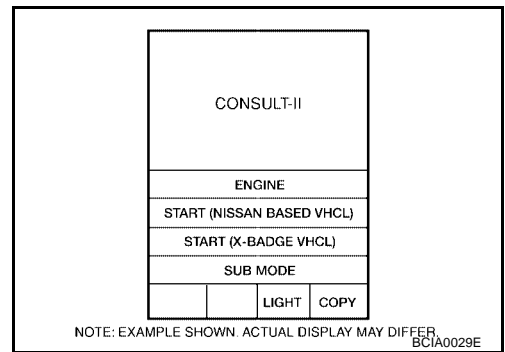 CONSULT-II
ENGINE
START (NISSAN BASED VHCL)
START (X-BADGE VHCL)
SUB MODE
LIGHT COPY
NOTE: EXAMPLE SHOWN. ACTUAL DISPLAY MAY DIFFER.
BCIA0029E